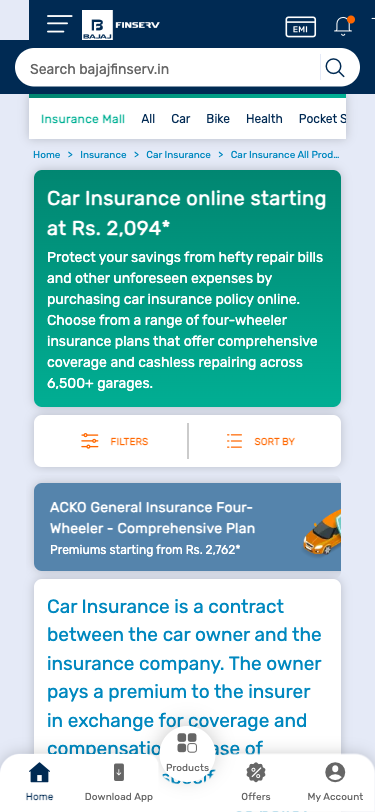 BAJAJ FINSERV
EMI
Search bajajfinserv.in
Insurance Mall All Car Bike Health Pocket S
Home > Insurance > Car Insurance > Car Insurance All Prod...
Car Insurance online starting
at Rs. 2,094*
Protect your savings from hefty repair bills
and other unforeseen expenses by
purchasing car insurance policy online.
Choose from a range of four-wheeler
insurance plans that offer comprehensive
coverage and cashless repairing across
6,500+ garages.
FILTERS SORT BY
ACKO General Insurance Four-
Wheeler - Comprehensive Plan
Premiums starting from Rs. 2,762*
Car Insurance is a contract
between the car owner and the
insurance company. The owner
pays a premium to the insurer
in exchange for coverage and
compensatio ase of
Products
Home Download App Offers My Account